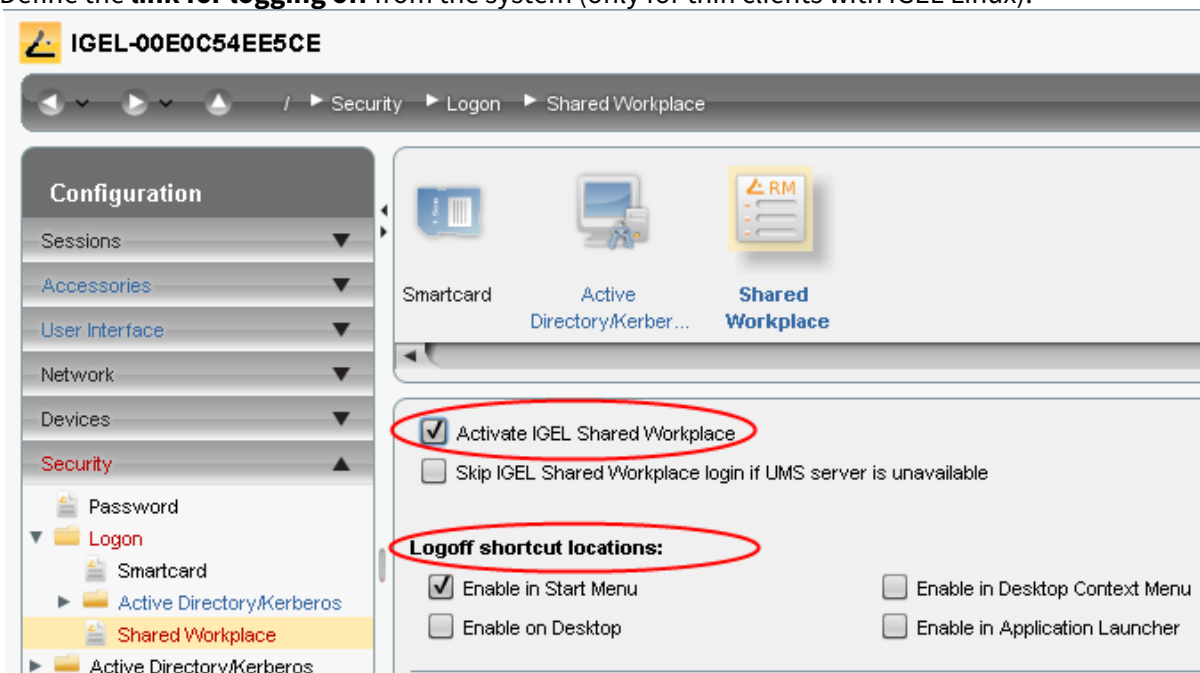 Define the link for logging off from the system (only for thin clients with IGEL Linux).
IGEL-00E0C54EE5CE
/ Security Logon Shared Workplace
Configuration
Sessions
Accessories
User Interface
Network
Devices
Security
Password
Logon
Smartcard
Active Directory/Kerberos
Shared Workplace
Active Directory/Kerberos
RM
Smartcard
Active
Directory/Kerber...
Shared
Workplace
Activate IGEL Shared Workplace
Skip IGEL Shared Workplace login if UMS server is unavailable
Logoff shortcut locations:
Enable in Start Menu
Enable in Desktop Context Menu
Enable on Desktop
Enable in Application Launcher